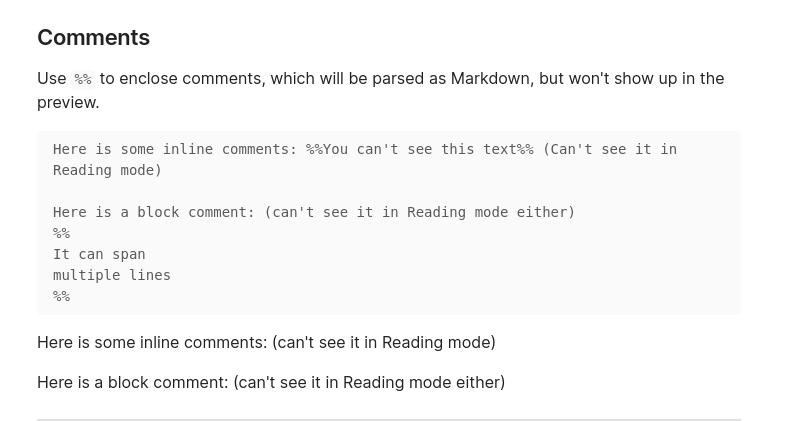 Comments
Use %% to enclose comments, which will be parsed as Markdown, but won't show up in the
preview.
Here is some inline comments: %%You can't see this text%% (Can't see it in
Reading mode)
Here is a block comment: (can't see it in Reading mode either)
%%
It can span
multiple lines
%%
Here is some inline comments: (can't see it in Reading mode)
Here is a block comment: (can't see it in Reading mode either)